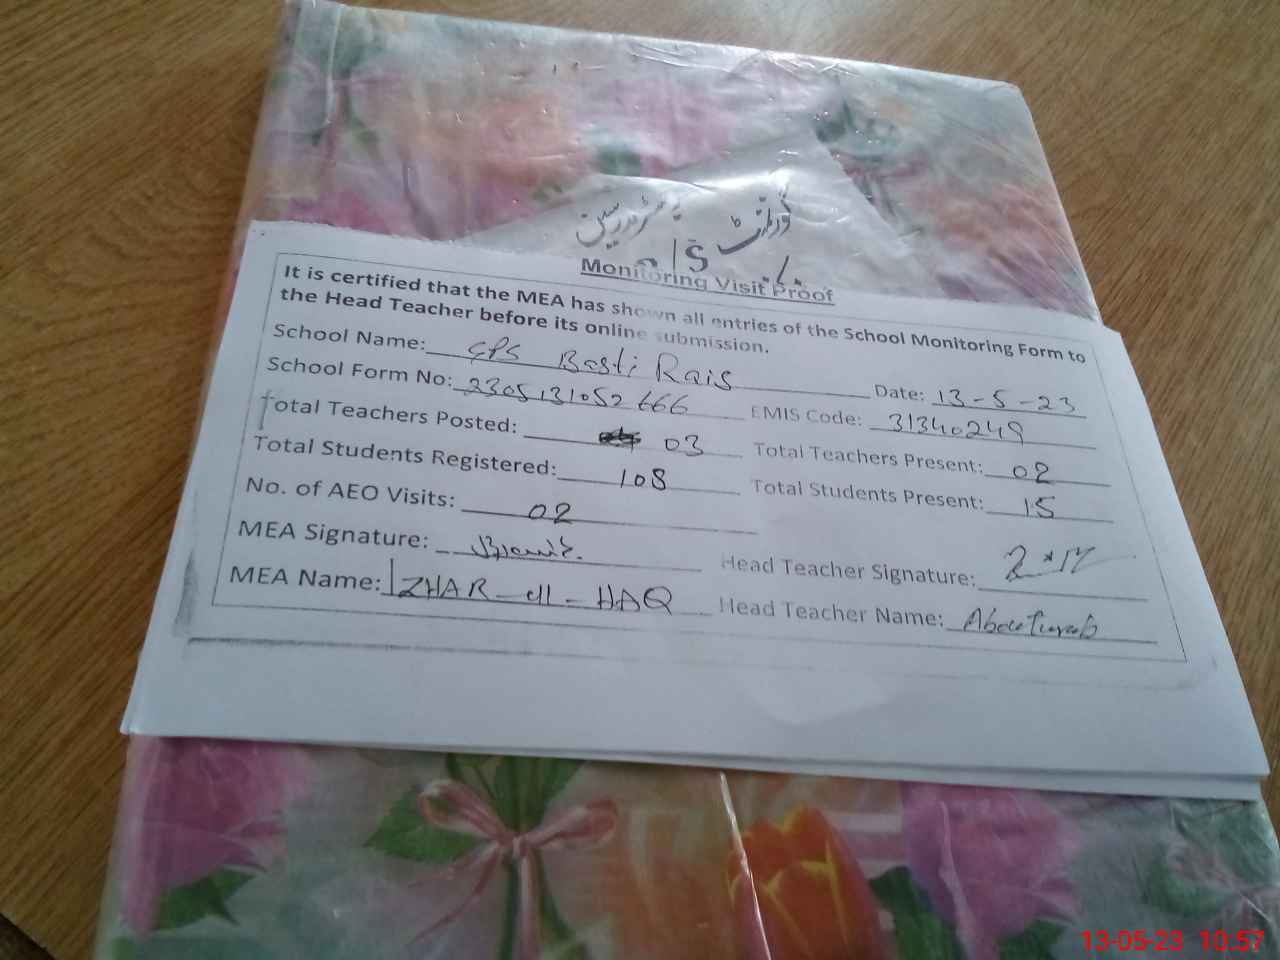 Monitoring Visit Proof
It is certified that the MEA has shown all entries of the School Monitoring Form to
the Head Teacher before its online submission.
School Name: GPS Basti Rais Date: 13-5-23
School Form No: 2305131052666 EMIS Code: 31340249
Total Teachers Posted: 03 Total Teachers Present: 02
Total Students Registered: 108 Total Students Present: 15
No. of AEO Visits: 02
MEA Signature: Head Teacher Signature:
MEA Name: IZHAR-ul-HAQ Head Teacher Name: Abou Turab
13-05-23 10:57